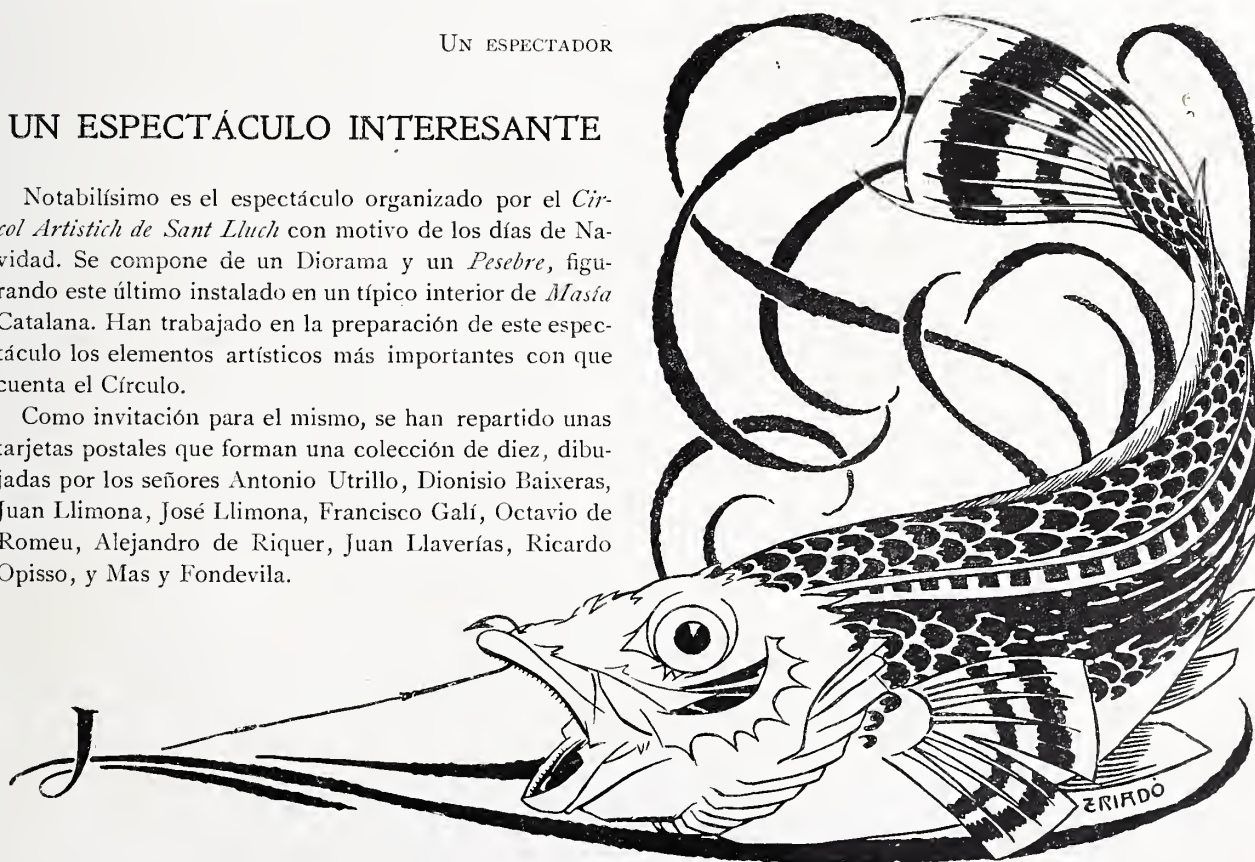 UN ESPECTADOR
UN ESPECTÁCULO INTERESANTE
Notabilísimo es el espectáculo organizado por el Cír-
col Artistich de Sant Lluch con motivo de los días de Na-
vidad. Se compone de un Diorama y un Pesebre, figu-
rando este último instalado en un típico interior de Masía
Catalana. Han trabajado en la preparación de este espec-
táculo los elementos artísticos más importantes con que
cuenta el Círculo.
Como invitación para el mismo, se han repartido unas
tarjetas postales que forman una colección de diez, dibu-
jadas por los señores Antonio Utrillo, Dionisio Baixeras,
Juan Llimona, José Llimona, Francisco Galí, Octavio de
Romeu, Alejandro de Riquer, Juan Llaverías, Ricardo
Opisso, y Mas y Fondevila.
J
TRIADÓ